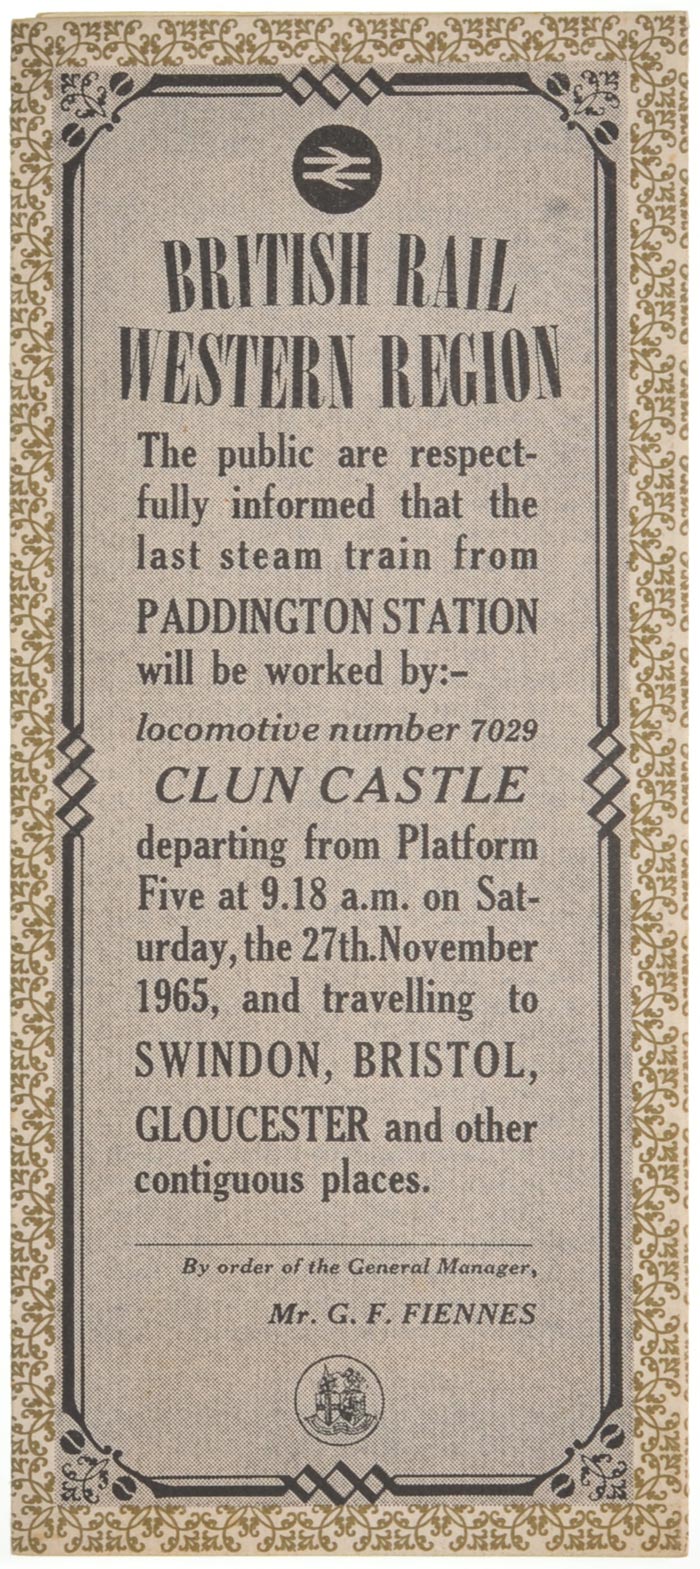 BRITISH RAIL
WESTERN REGION
The public are respect-
fully informed that the
last steam train from
PADDINGTON STATION
will be worked by:–
locomotive number 7029
CLUN CASTLE
departing from Platform
Five at 9.18 a.m. on Sat-
urday, the 27th. November
1965, and travelling to
SWINDON, BRISTOL,
GLOUCESTER and other
contiguous places.
By order of the General Manager,
Mr. G. F. FIENNES